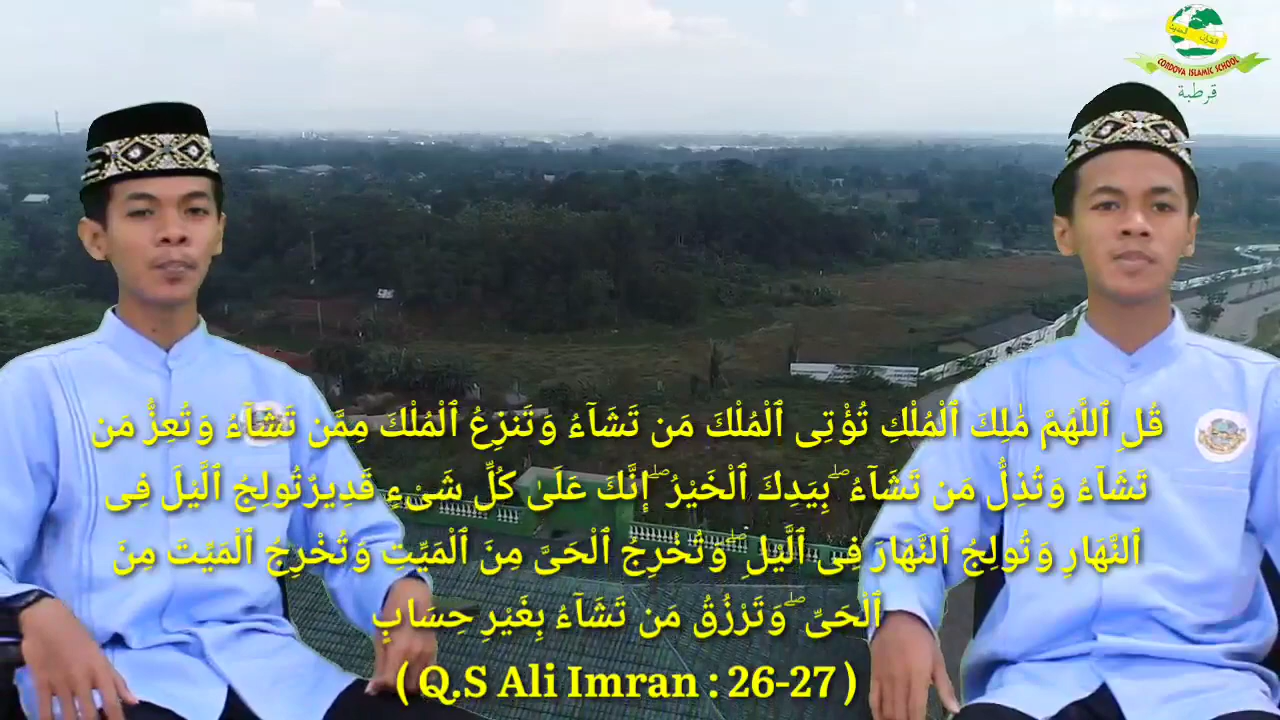 CORDOVA ISLAMIC SCHOOL
قرطبة
قُلِ ٱللَّهُمَّ مَٰلِكَ ٱلْمُلْكِ تُؤْتِى ٱلْمُلْكَ مَن تَشَآءُ وَتَنزِعُ ٱلْمُلْكَ مِمَّن تَشَآءُ وَتُعِزُّ مَن
تَشَآءُ وَتُذِلُّ مَن تَشَآءُ ۖ بِيَدِكَ ٱلْخَيْرُ ۖ إِنَّكَ عَلَىٰ كُلِّ شَىْءٍ قَدِيرٌ تُولِجُ ٱلَّيْلَ فِى
ٱلنَّهَارِ وَتُولِجُ ٱلنَّهَارَ فِى ٱلَّيْلِ ۖ وَتُخْرِجُ ٱلْحَىَّ مِنَ ٱلْمَيِّتِ وَتُخْرِجُ ٱلْمَيِّتَ مِنَ
ٱلْحَىِّ ۖ وَتَرْزُقُ مَن تَشَآءُ بِغَيْرِ حِسَابٍ
( Q.S Ali Imran : 26-27 )